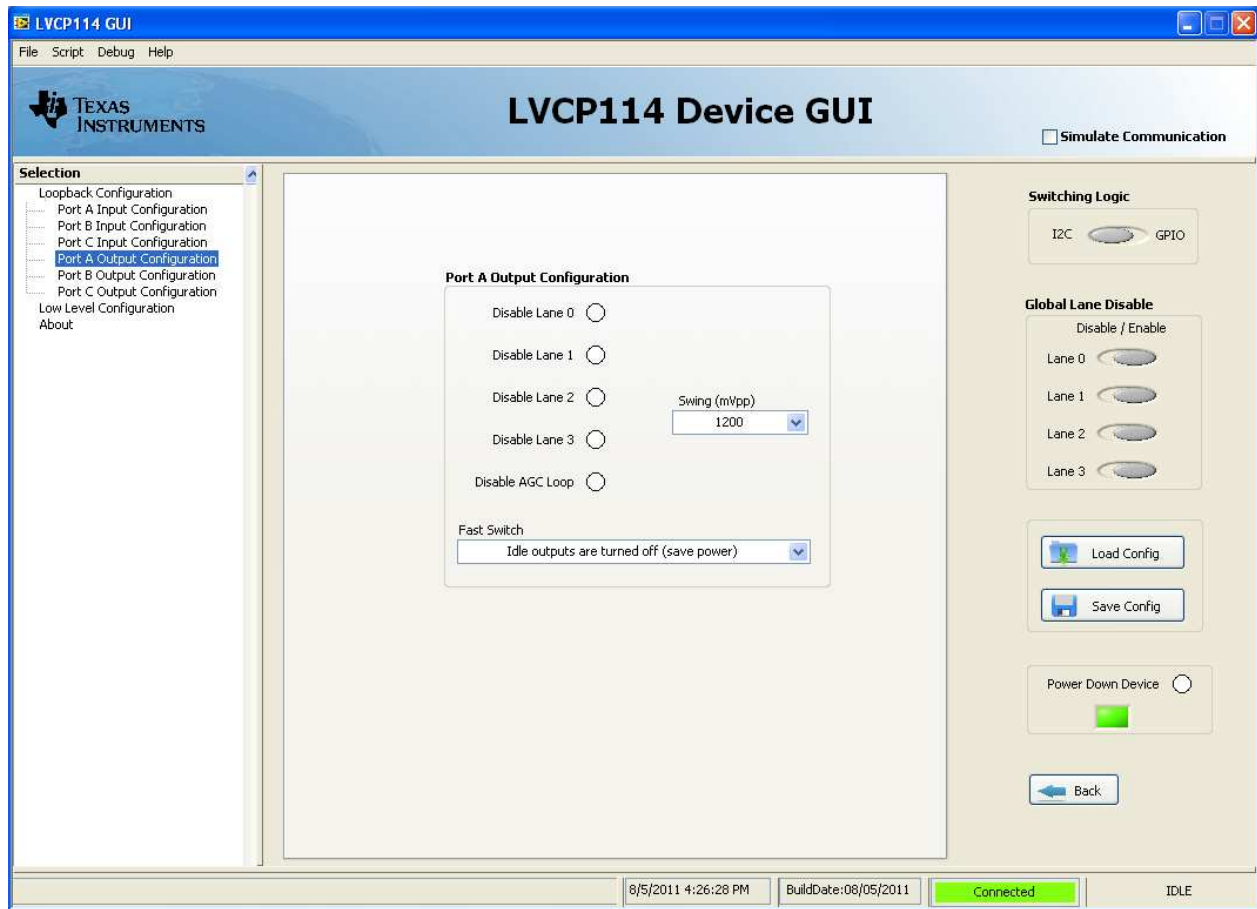 LVCP114 GUI
File Script Debug Help
TEXAS
INSTRUMENTS
LVCP114 Device GUI
Simulate Communication
Selection
Loopback Configuration
Port A Input Configuration
Port B Input Configuration
Port C Input Configuration
Port A Output Configuration
Port B Output Configuration
Port C Output Configuration
Low Level Configuration
About
Port A Output Configuration
Disable Lane 0
Disable Lane 1
Disable Lane 2
Disable Lane 3
Disable AGC Loop
Swing (mVpp)
1200
Fast Switch
Idle outputs are turned off (save power)
Switching Logic
I2C GPIO
Global Lane Disable
Disable / Enable
Lane 0
Lane 1
Lane 2
Lane 3
Load Config
Save Config
Power Down Device
Back
8/5/2011 4:26:28 PM BuildDate:08/05/2011 Connected IDLE